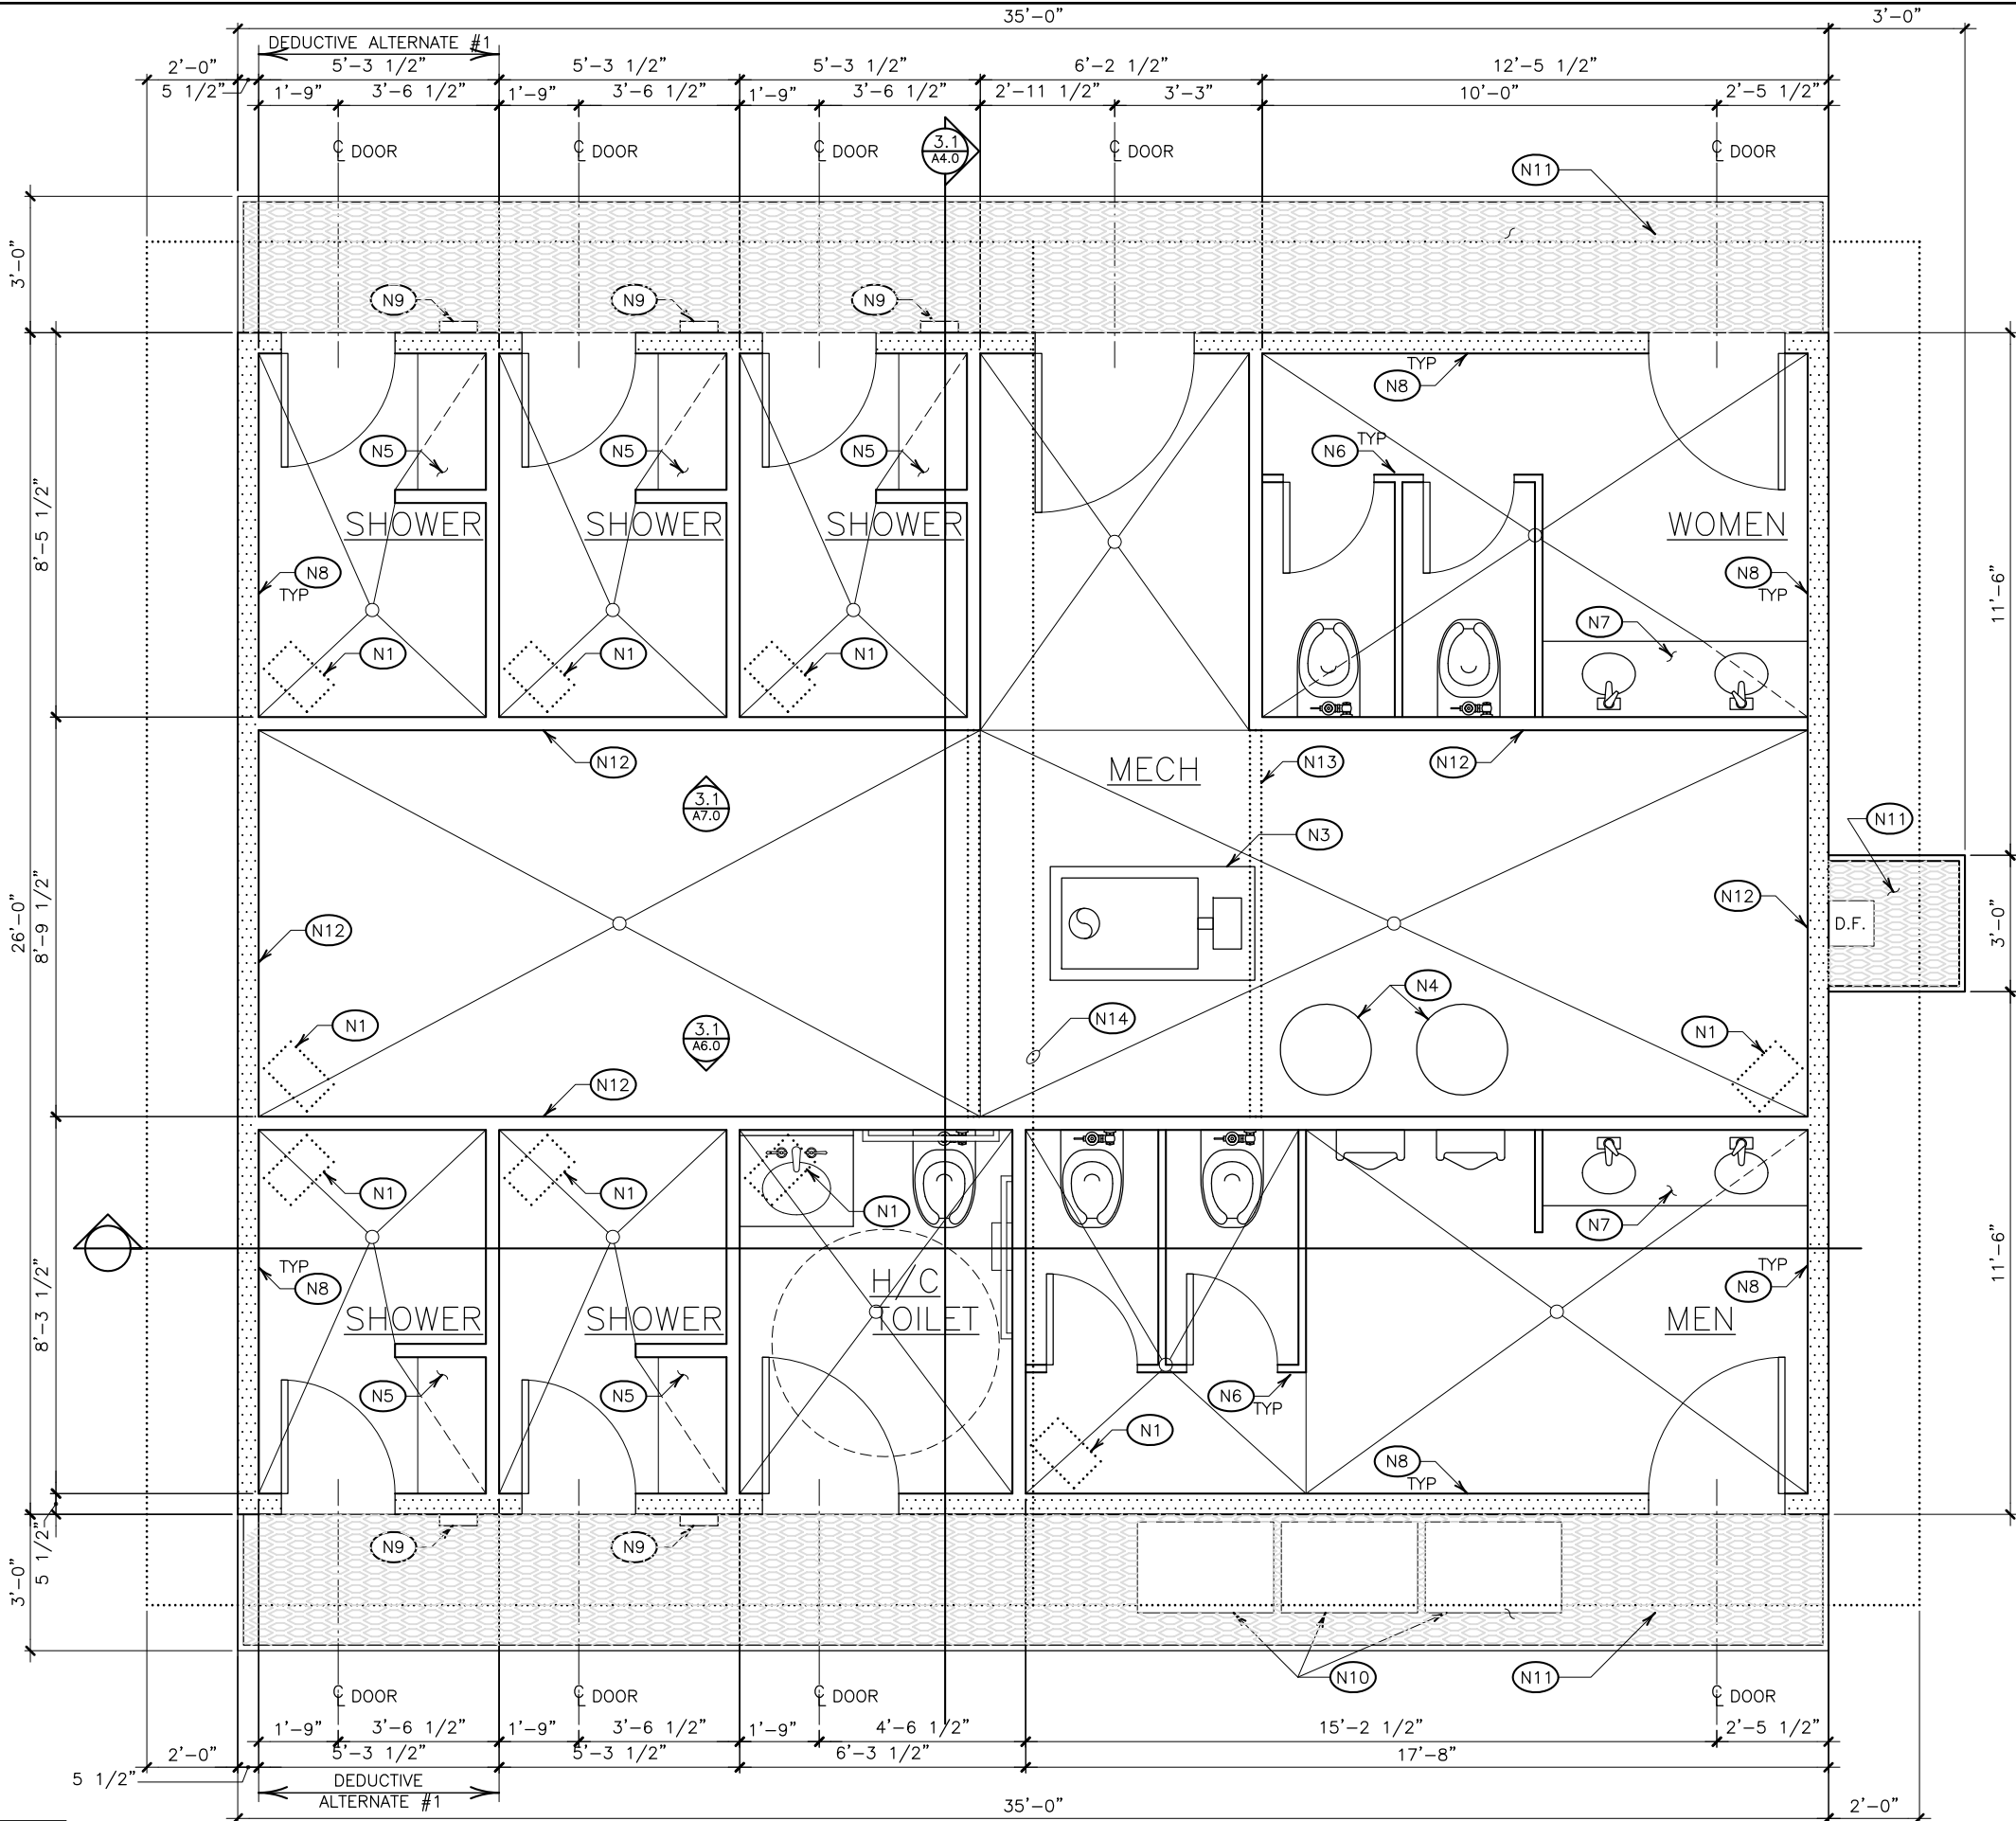 35'-0"
3'-0"
DEDUCTIVE ALTERNATE #1
2'-0"
5'-3 1/2"
5'-3 1/2"
5'-3 1/2"
6'-2 1/2"
12'-5 1/2"
5 1/2"
1'-9"
3'-6 1/2"
1'-9"
3'-6 1/2"
1'-9"
3'-6 1/2"
2'-11 1/2"
3'-3"
10'-0"
2'-5 1/2"
℄ DOOR
℄ DOOR
℄ DOOR
3.1
A4.0
℄ DOOR
℄ DOOR
N11
3'-0"
N9
N9
N9
TYP
N8
N5
N5
N5
N6
TYP
8'-5 1/2"
SHOWER
SHOWER
SHOWER
WOMEN
11'-6"
N8
TYP
N8
TYP
N7
N1
N1
N1
N12
MECH
N13
N12
3.1
A7.0
N3
N11
26'-0"
8'-9 1/2"
N12
N12
D.F.
3'-0"
N4
N1
3.1
A6.0
N14
N1
N12
N1
N1
N1
N7
TYP
N8
H/C
TOILET
TYP
N8
11'-6"
8'-3 1/2"
SHOWER
SHOWER
MEN
N5
N5
N6
TYP
N1
N8
TYP
5 1/2"
3'-0"
N9
N9
N10
N11
℄ DOOR
℄ DOOR
℄ DOOR
℄ DOOR
1'-9"
3'-6 1/2"
1'-9"
3'-6 1/2"
1'-9"
4'-6 1/2"
15'-2 1/2"
2'-5 1/2"
2'-0"
5'-3 1/2"
5'-3 1/2"
6'-3 1/2"
17'-8"
5 1/2"
DEDUCTIVE
ALTERNATE #1
35'-0"
2'-0"